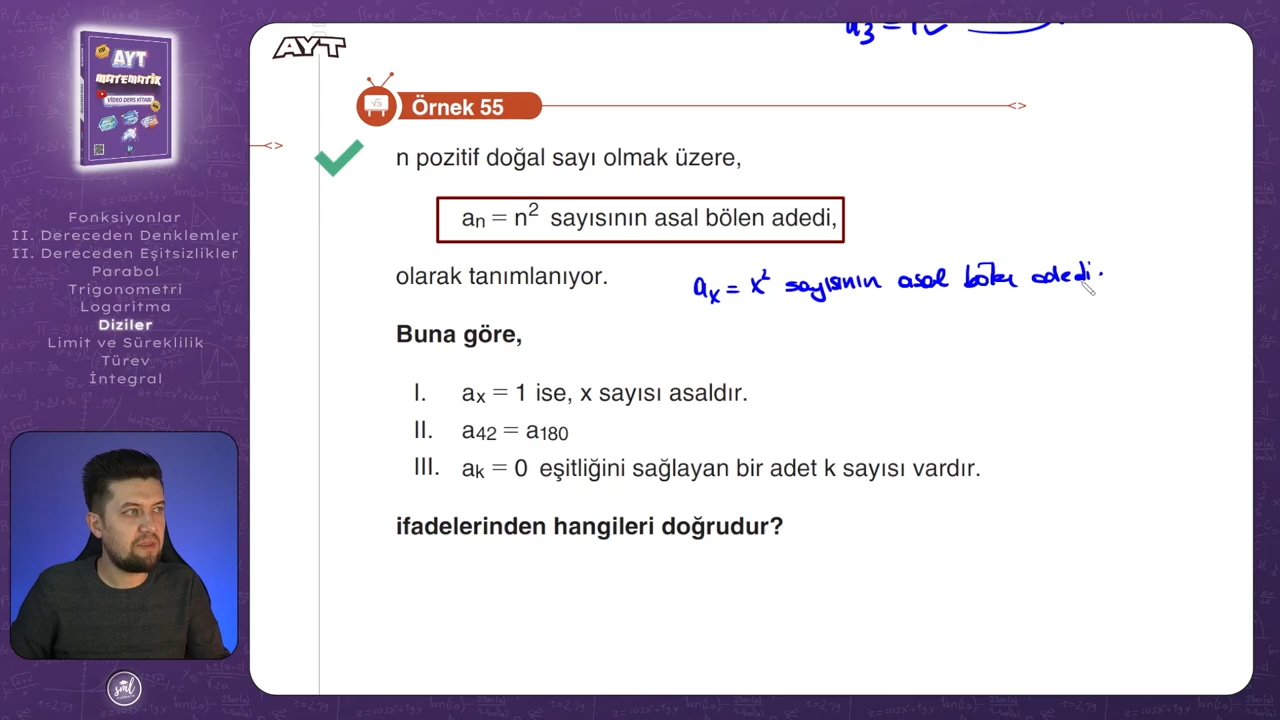 AYT
MATEMATİK
VİDEO DERS KİTABI
Fonksiyonlar
II. Dereceden Denklemler
II. Dereceden Eşitsizlikler
Parabol
Trigonometri
Logaritma
Diziler
Limit ve Süreklilik
Türev
İntegral
sml
AYT
a₃ =
√5
Örnek 55
<>
<>
n pozitif doğal sayı olmak üzere,
aₙ = n² sayısının asal bölen adedi,
olarak tanımlanıyor.
aₓ = x² sayısının asal bölen adedi.
Buna göre,
I. aₓ = 1 ise, x sayısı asaldır.
II. a₄₂ = a₁₈₀
III. aₖ = 0 eşitliğini sağlayan bir adet k sayısı vardır.
ifadelerinden hangileri doğrudur?